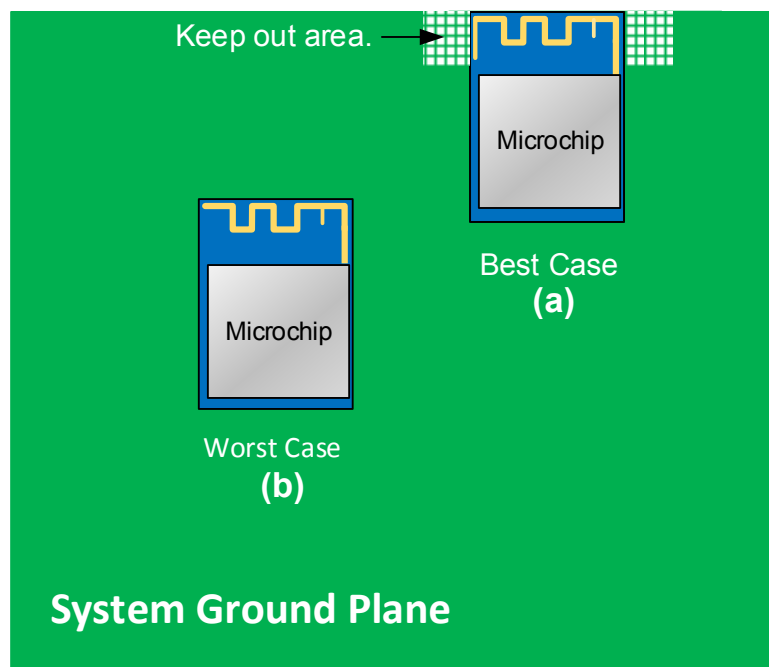 Keep out area.
Microchip
Best Case
(a)
Microchip
Worst Case
(b)
System Ground Plane